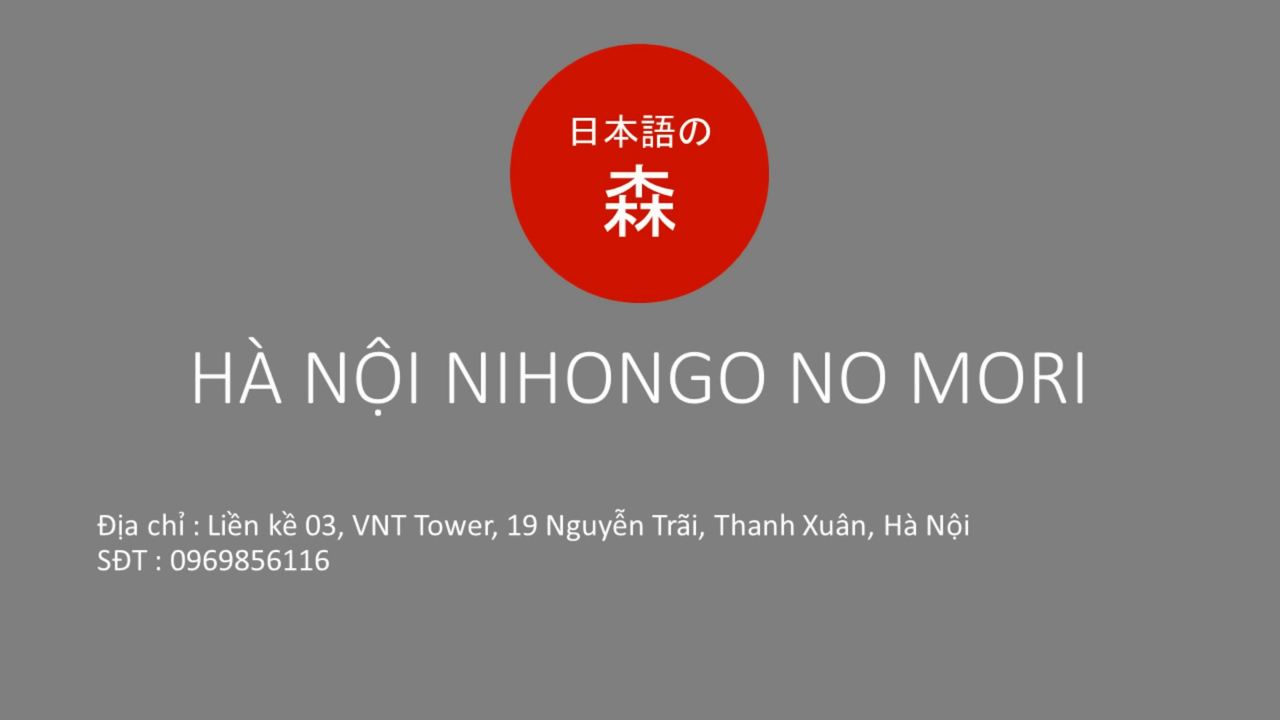 日本語の
森
HÀ NỘI NIHONGO NO MORI
Địa chỉ : Liền kề 03, VNT Tower, 19 Nguyễn Trãi, Thanh Xuân, Hà Nội
SĐT : 0969856116